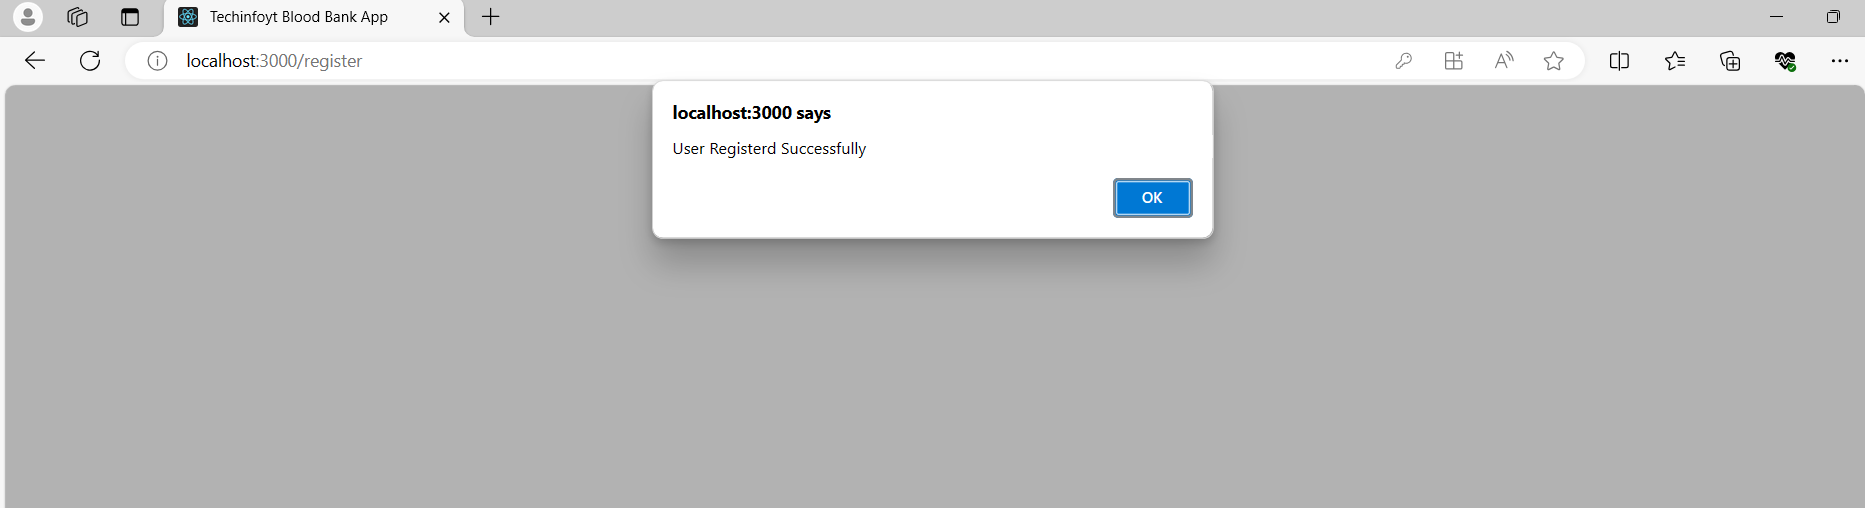 Techinfoyt Blood Bank App
localhost:3000/register
localhost:3000 says
User Registerd Successfully
OK